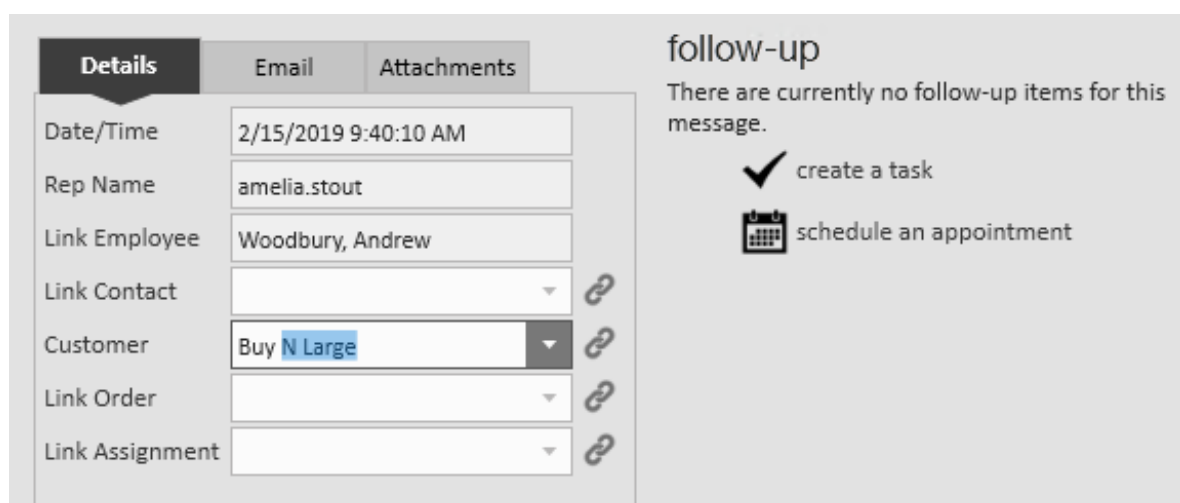 Details Email Attachments
Date/Time 2/15/2019 9:40:10 AM
Rep Name amelia.stout
Link Employee Woodbury, Andrew
Link Contact
Customer Buy N Large
Link Order
Link Assignment
follow-up
There are currently no follow-up items for this
message.
create a task
schedule an appointment